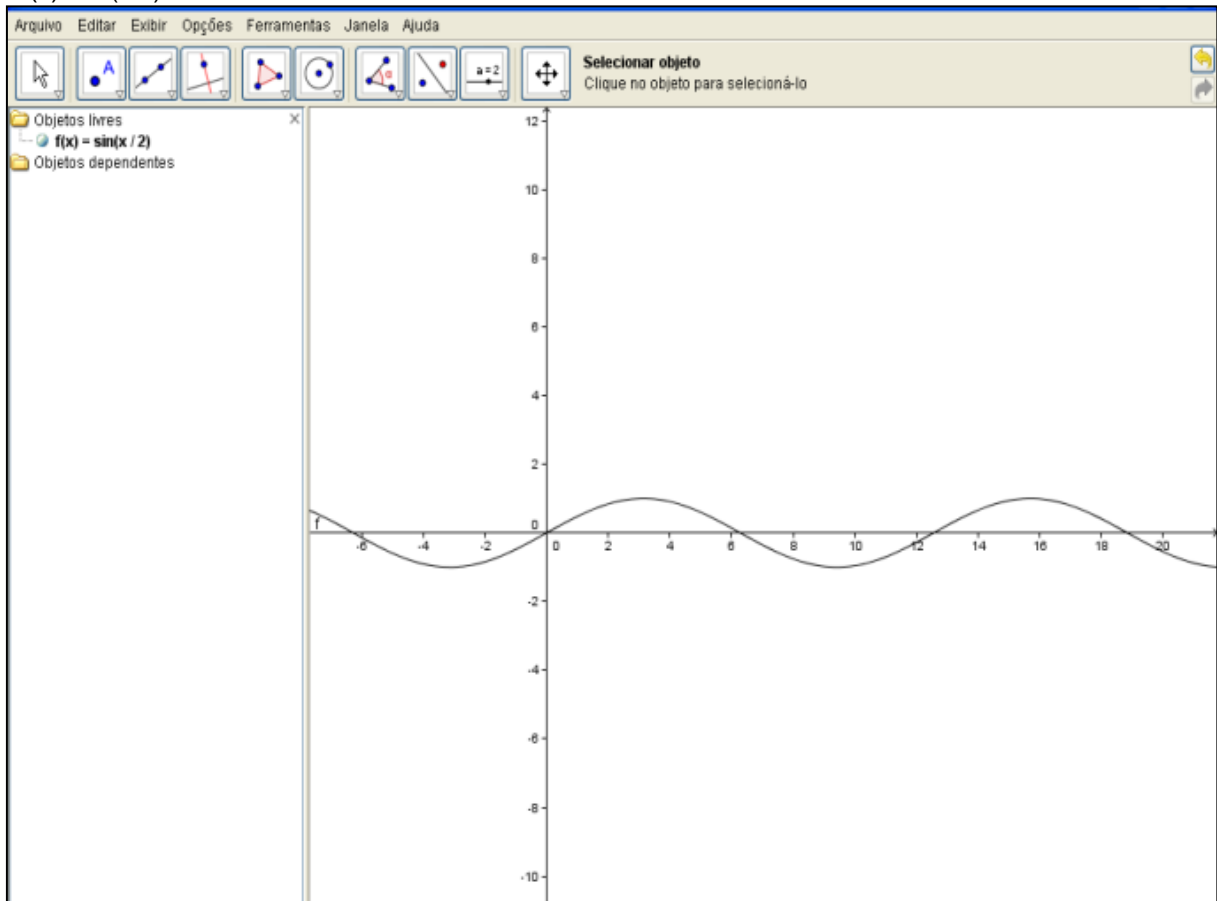 Arquivo Editar Exibir Opções Ferramentas Janela Ajuda
A
α
a=2
Selecionar objeto
Clique no objeto para selecioná-lo
Objetos livres
f(x) = sin(x / 2)
Objetos dependentes
12
10
8
6
4
2
0
f
-6 -4 -2 0 2 4 6 8 10 12 14 16 18 20
-2
-4
-6
-8
-10